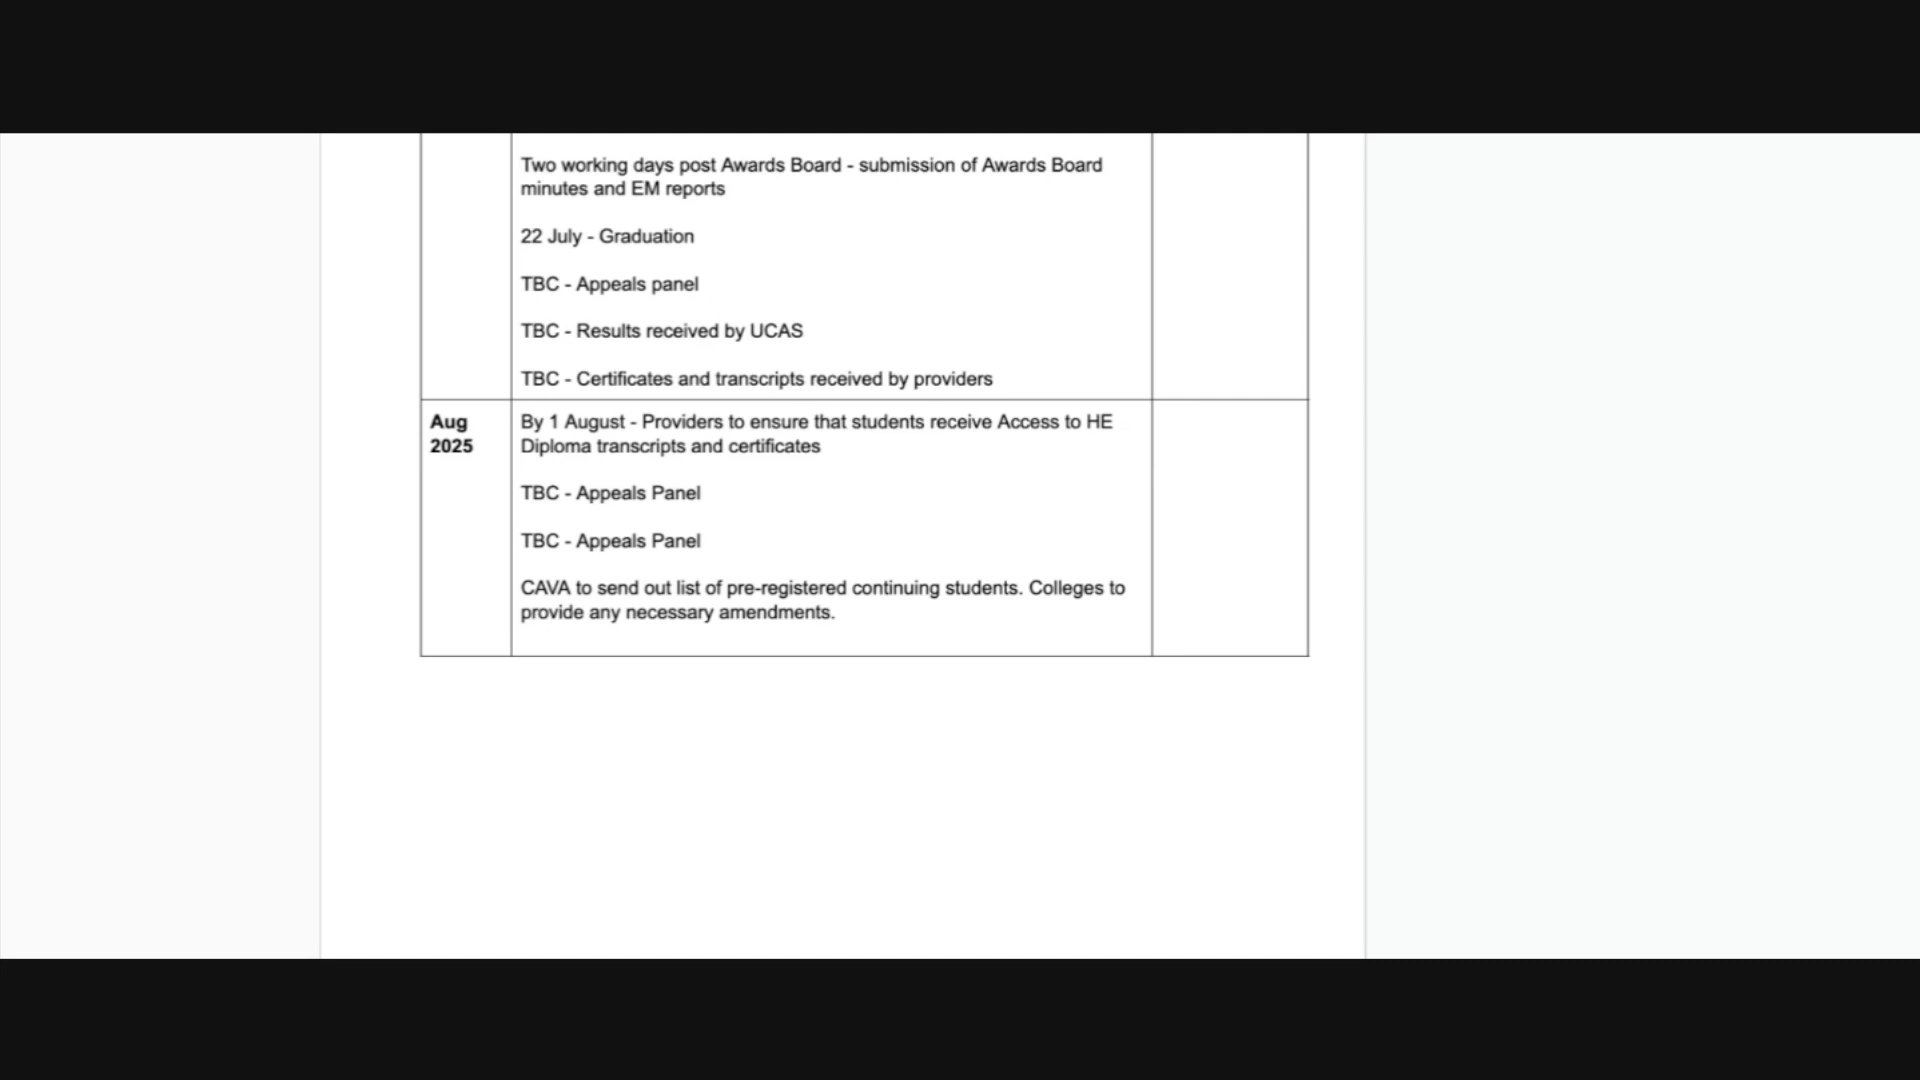 Two working days post Awards Board - submission of Awards Board
minutes and EM reports
22 July - Graduation
TBC - Appeals panel
TBC - Results received by UCAS
TBC - Certificates and transcripts received by providers
Aug
2025
By 1 August - Providers to ensure that students receive Access to HE
Diploma transcripts and certificates
TBC - Appeals Panel
TBC - Appeals Panel
CAVA to send out list of pre-registered continuing students. Colleges to
provide any necessary amendments.